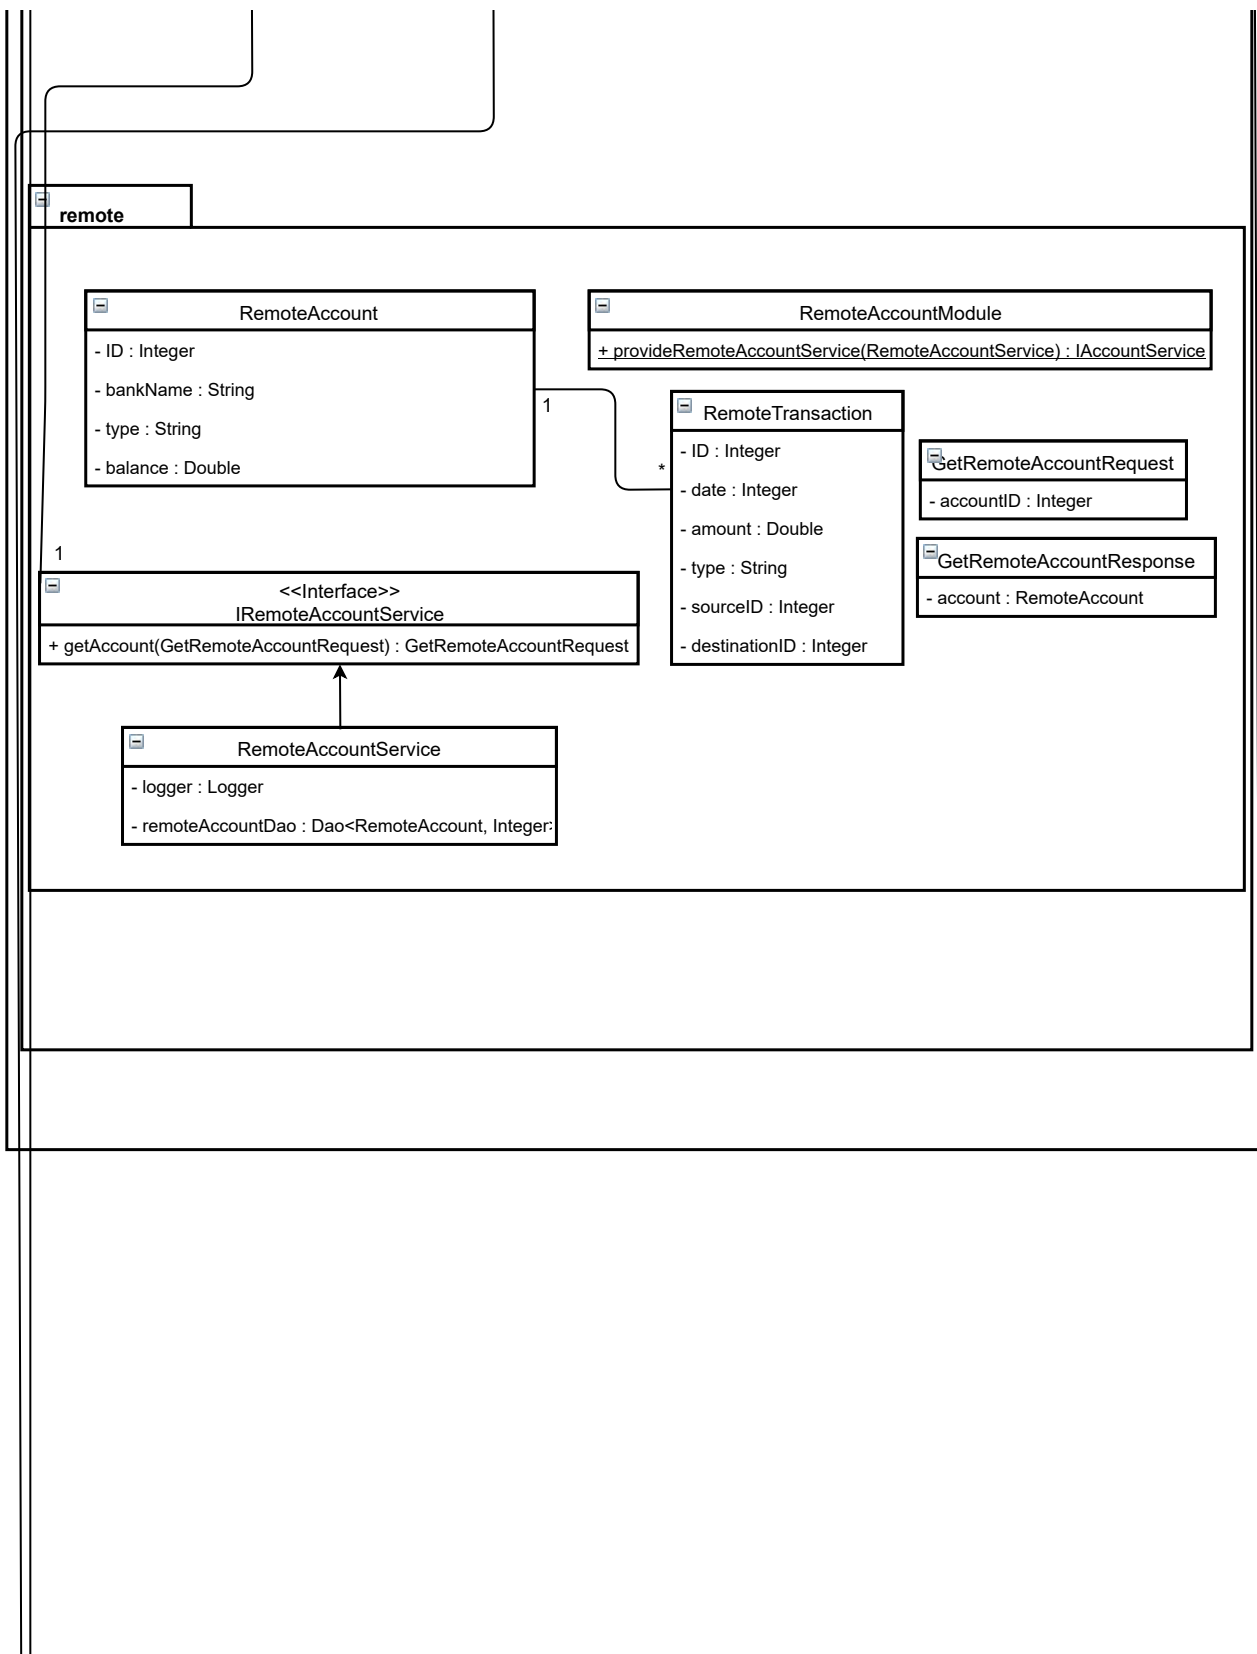 remote
RemoteAccount
- ID : Integer
- bankName : String
- type : String
- balance : Double
RemoteAccountModule
+ provideRemoteAccountService(RemoteAccountService) : IAccountService
1
*
RemoteTransaction
- ID : Integer
- date : Integer
- amount : Double
- type : String
- sourceID : Integer
- destinationID : Integer
GetRemoteAccountRequest
- accountID : Integer
GetRemoteAccountResponse
- account : RemoteAccount
1
<<Interface>>
IRemoteAccountService
+ getAccount(GetRemoteAccountRequest) : GetRemoteAccountRequest
RemoteAccountService
- logger : Logger
- remoteAccountDao : Dao<RemoteAccount, Integer>